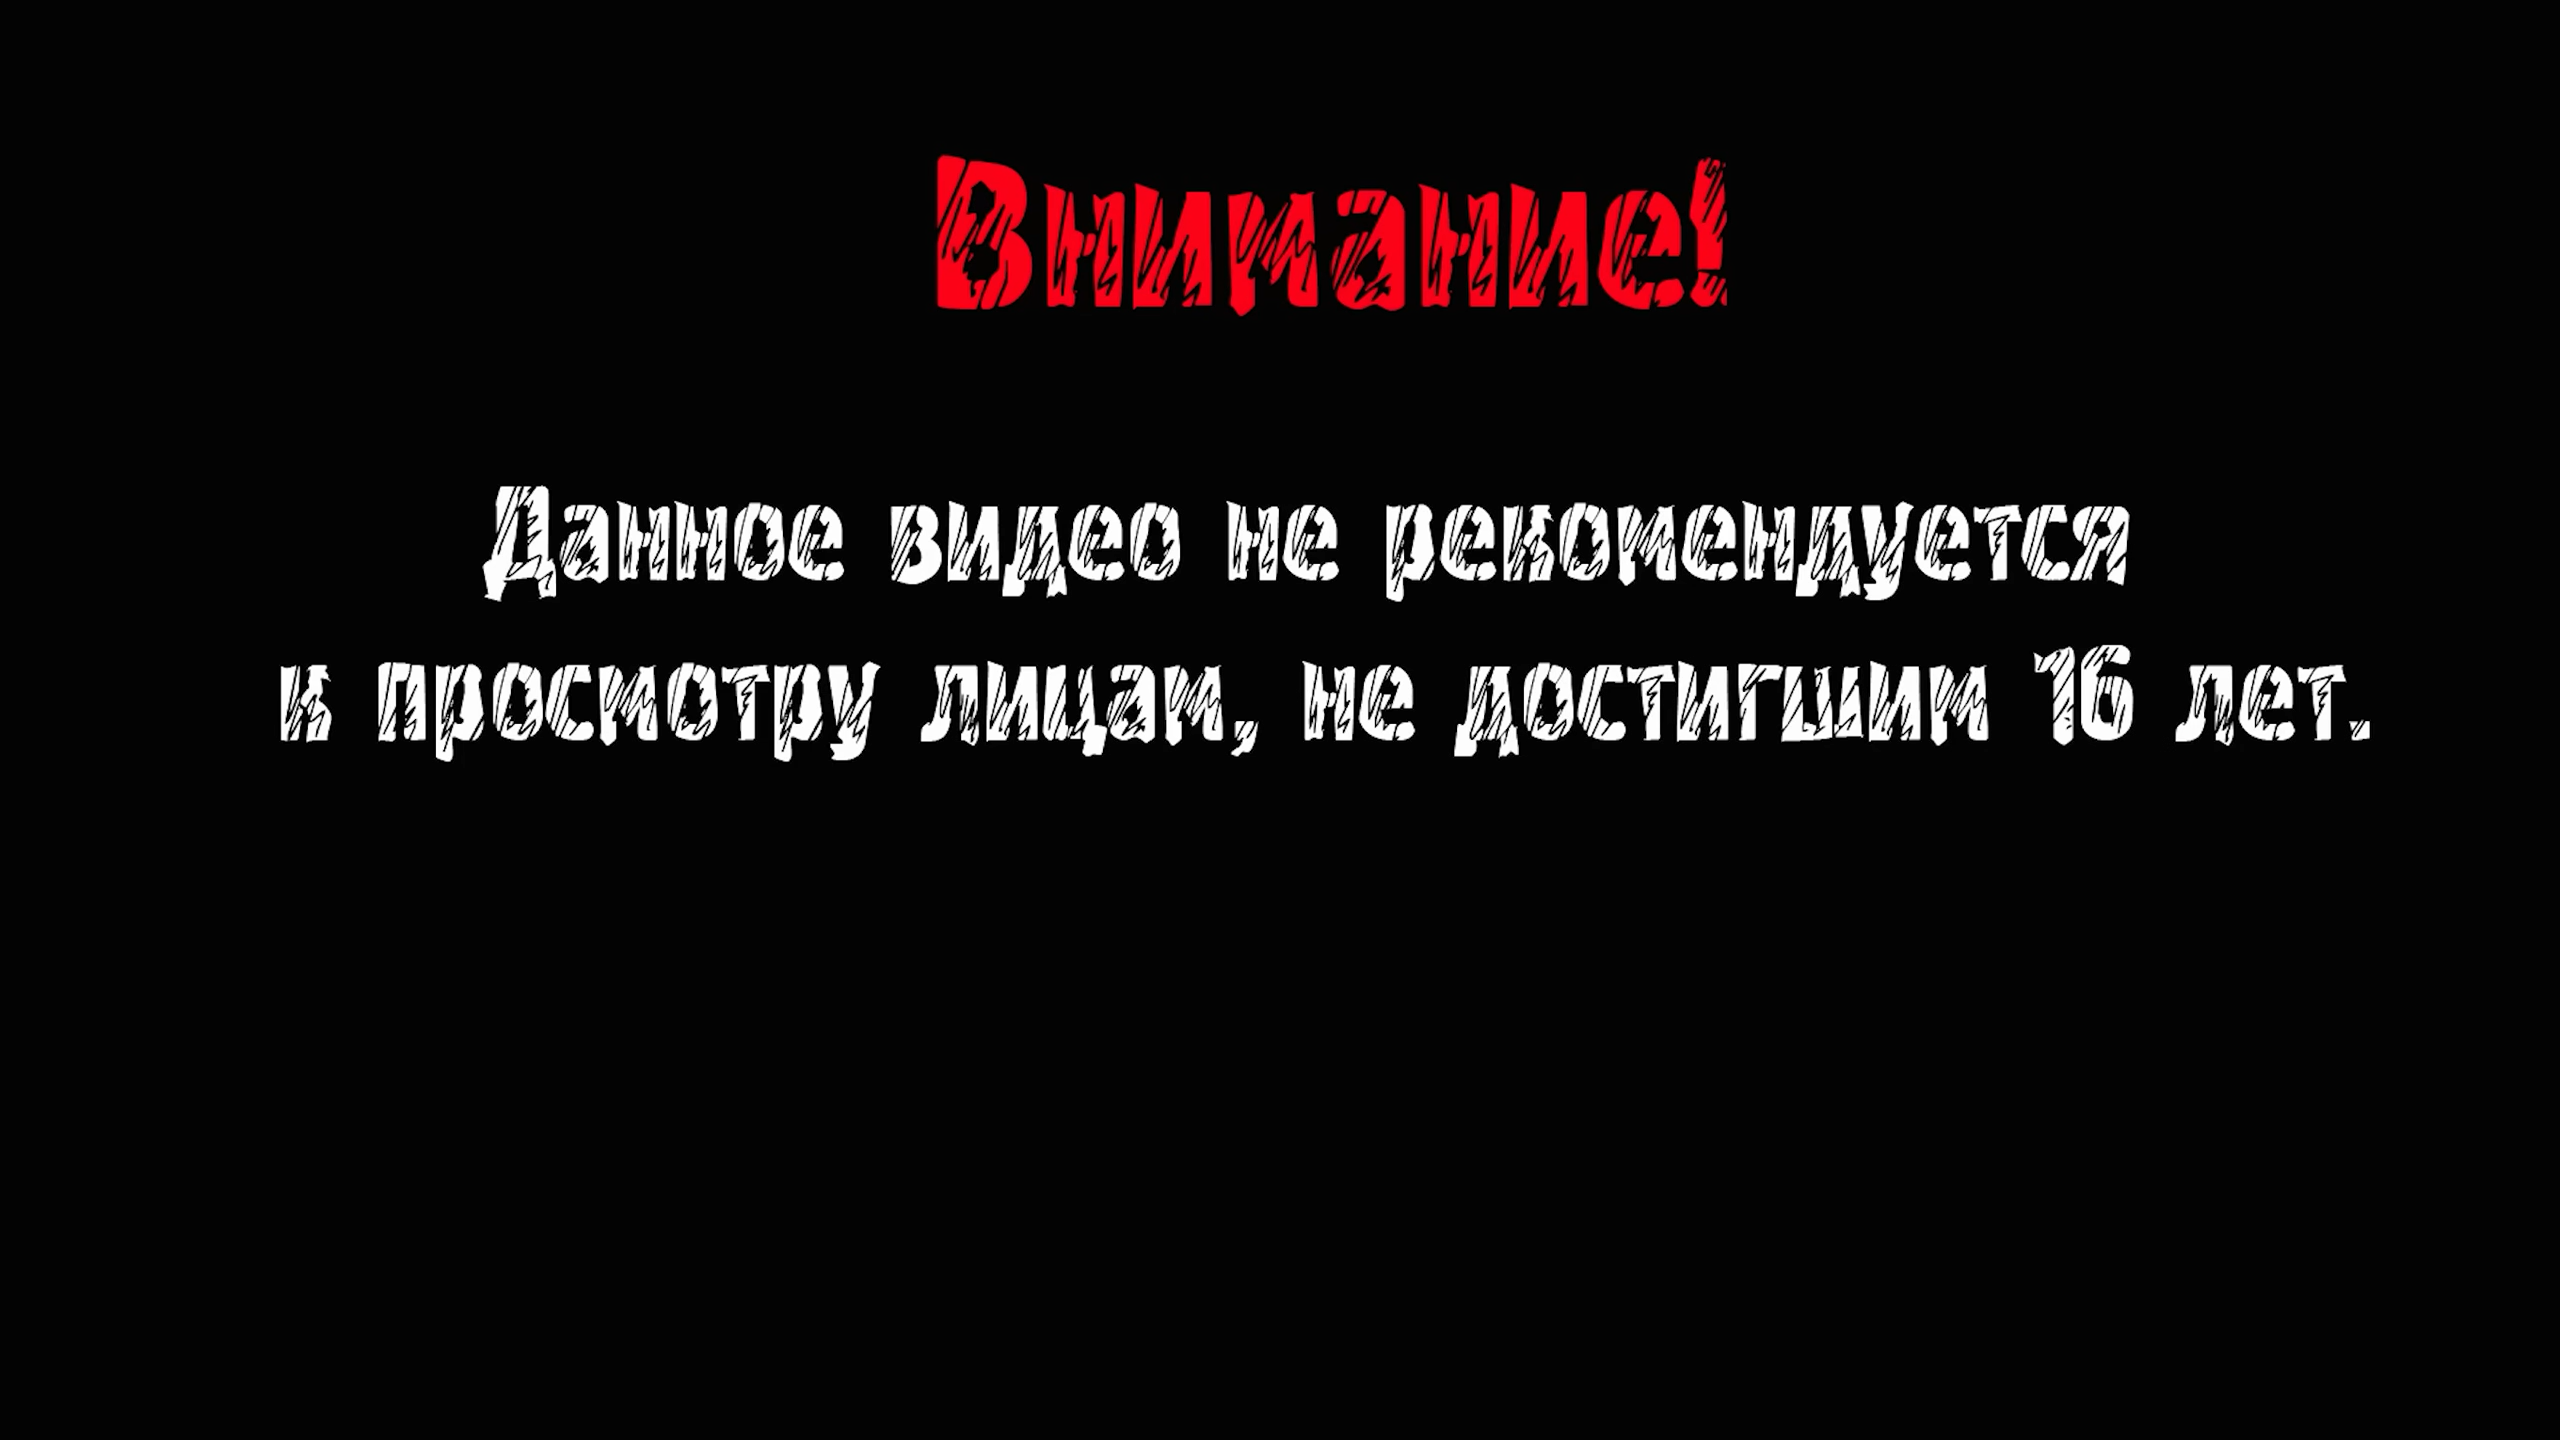 Внимание!
Данное видео не рекомендуется
к просмотру лицам, не достигшим 16 лет.